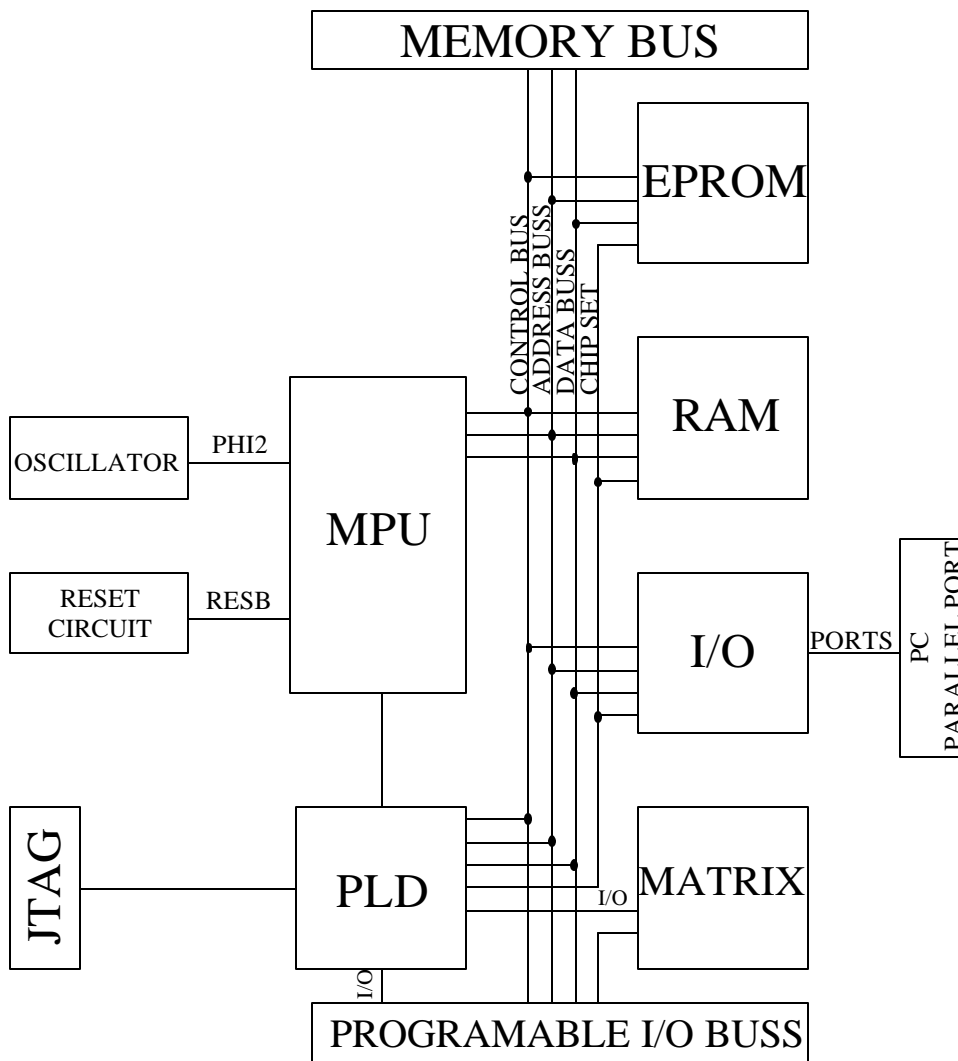 MEMORY BUS
EPROM
CONTROL BUS
ADDRESS BUSS
DATA BUSS
CHIP SET
RAM
OSCILLATOR
PHI2
MPU
RESET
CIRCUIT
RESB
I/O
PORTS
PC
PARALLEL PORT
JTAG
PLD
I/O
MATRIX
I/O
PROGRAMABLE I/O BUSS